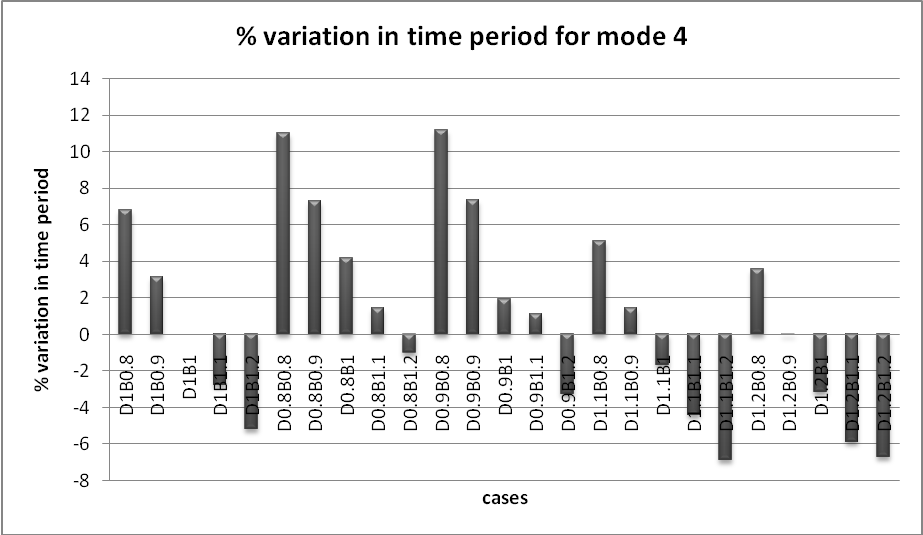 % variation in time period for mode 4
% variation in time period
14
12
10
8
6
4
2
0
-2
-4
-6
-8
D1B0.8
D1B0.9
D1B1
D1B1.1
D1B1.2
D0.8B0.8
D0.8B0.9
D0.8B1
D0.8B1.1
D0.8B1.2
D0.9B0.8
D0.9B0.9
D0.9B1
D0.9B1.1
D0.9B1.2
D1.1B0.8
D1.1B0.9
D1.1B1
D1.1B1.1
D1.1B1.2
D1.2B0.8
D1.2B0.9
D1.2B1
D1.2B1.1
D1.2B1.2
cases